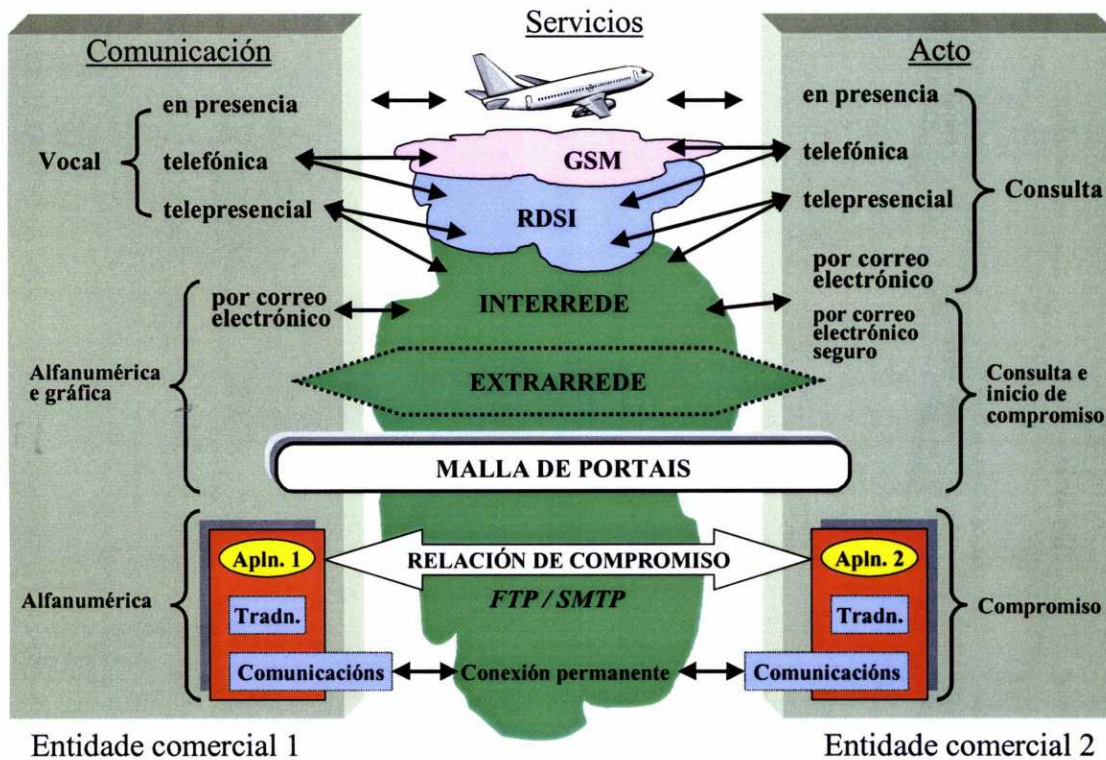 Servicios
Comunicación
Acto
en presencia
Vocal
telefónica
telepresencial
por correo
electrónico
Alfanumérica
e gráfica
Alfanumérica
GSM
RDSI
INTERREDE
EXTRARREDE
MALLA DE PORTAIS
RELACIÓN DE COMPROMISO
FTP / SMTP
Conexión permanente
Apln. 1
Tradn.
Comunicacións
Apln. 2
Tradn.
Comunicacións
en presencia
telefónica
telepresencial
Consulta
por correo
electrónico
por correo
electrónico
seguro
Consulta e
inicio de
compromiso
Compromiso
Entidade comercial 1
Entidade comercial 2